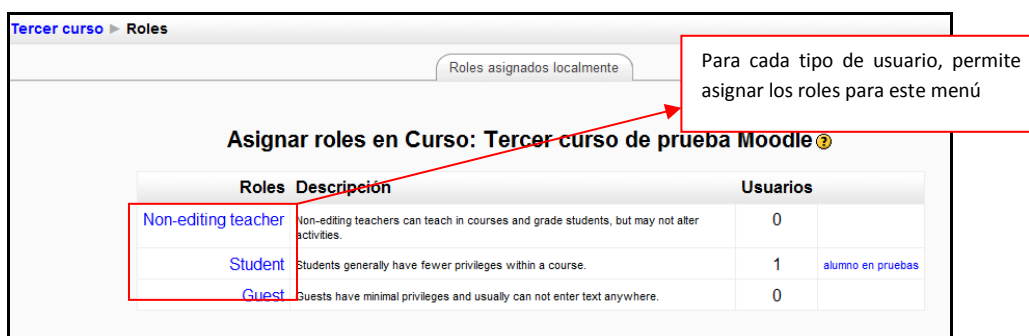 Tercer curso ► Roles
Roles asignados localmente
Para cada tipo de usuario, permite
asignar los roles para este menú
Asignar roles en Curso: Tercer curso de prueba Moodle
Roles Descripción Usuarios
Non-editing teacher Non-editing teachers can teach in courses and grade students, but may not alter 0
activities.
Student Students generally have fewer privileges within a course. 1 alumno en pruebas
Guest Guests have minimal privileges and usually can not enter text anywhere. 0